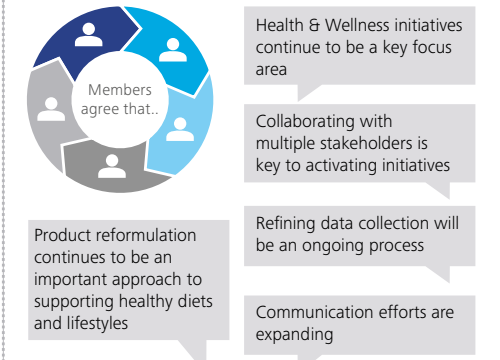 Members
agree that..
Health & Wellness initiatives
continue to be a key focus
area
Collaborating with
multiple stakeholders is
key to activating initiatives
Product reformulation
continues to be an
important approach to
supporting healthy diets
and lifestyles
Refining data collection will
be an ongoing process
Communication efforts are
expanding